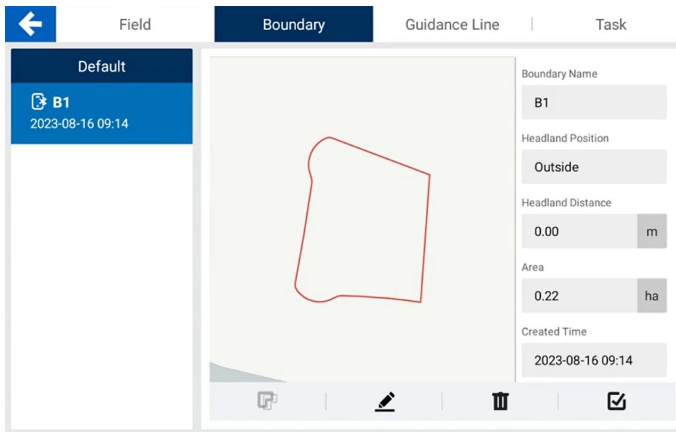 Field
Boundary
Guidance Line
Task
Default
B1
2023-08-16 09:14
Boundary Name
B1
Headland Position
Outside
Headland Distance
0.00 m
Area
0.22 ha
Created Time
2023-08-16 09:14